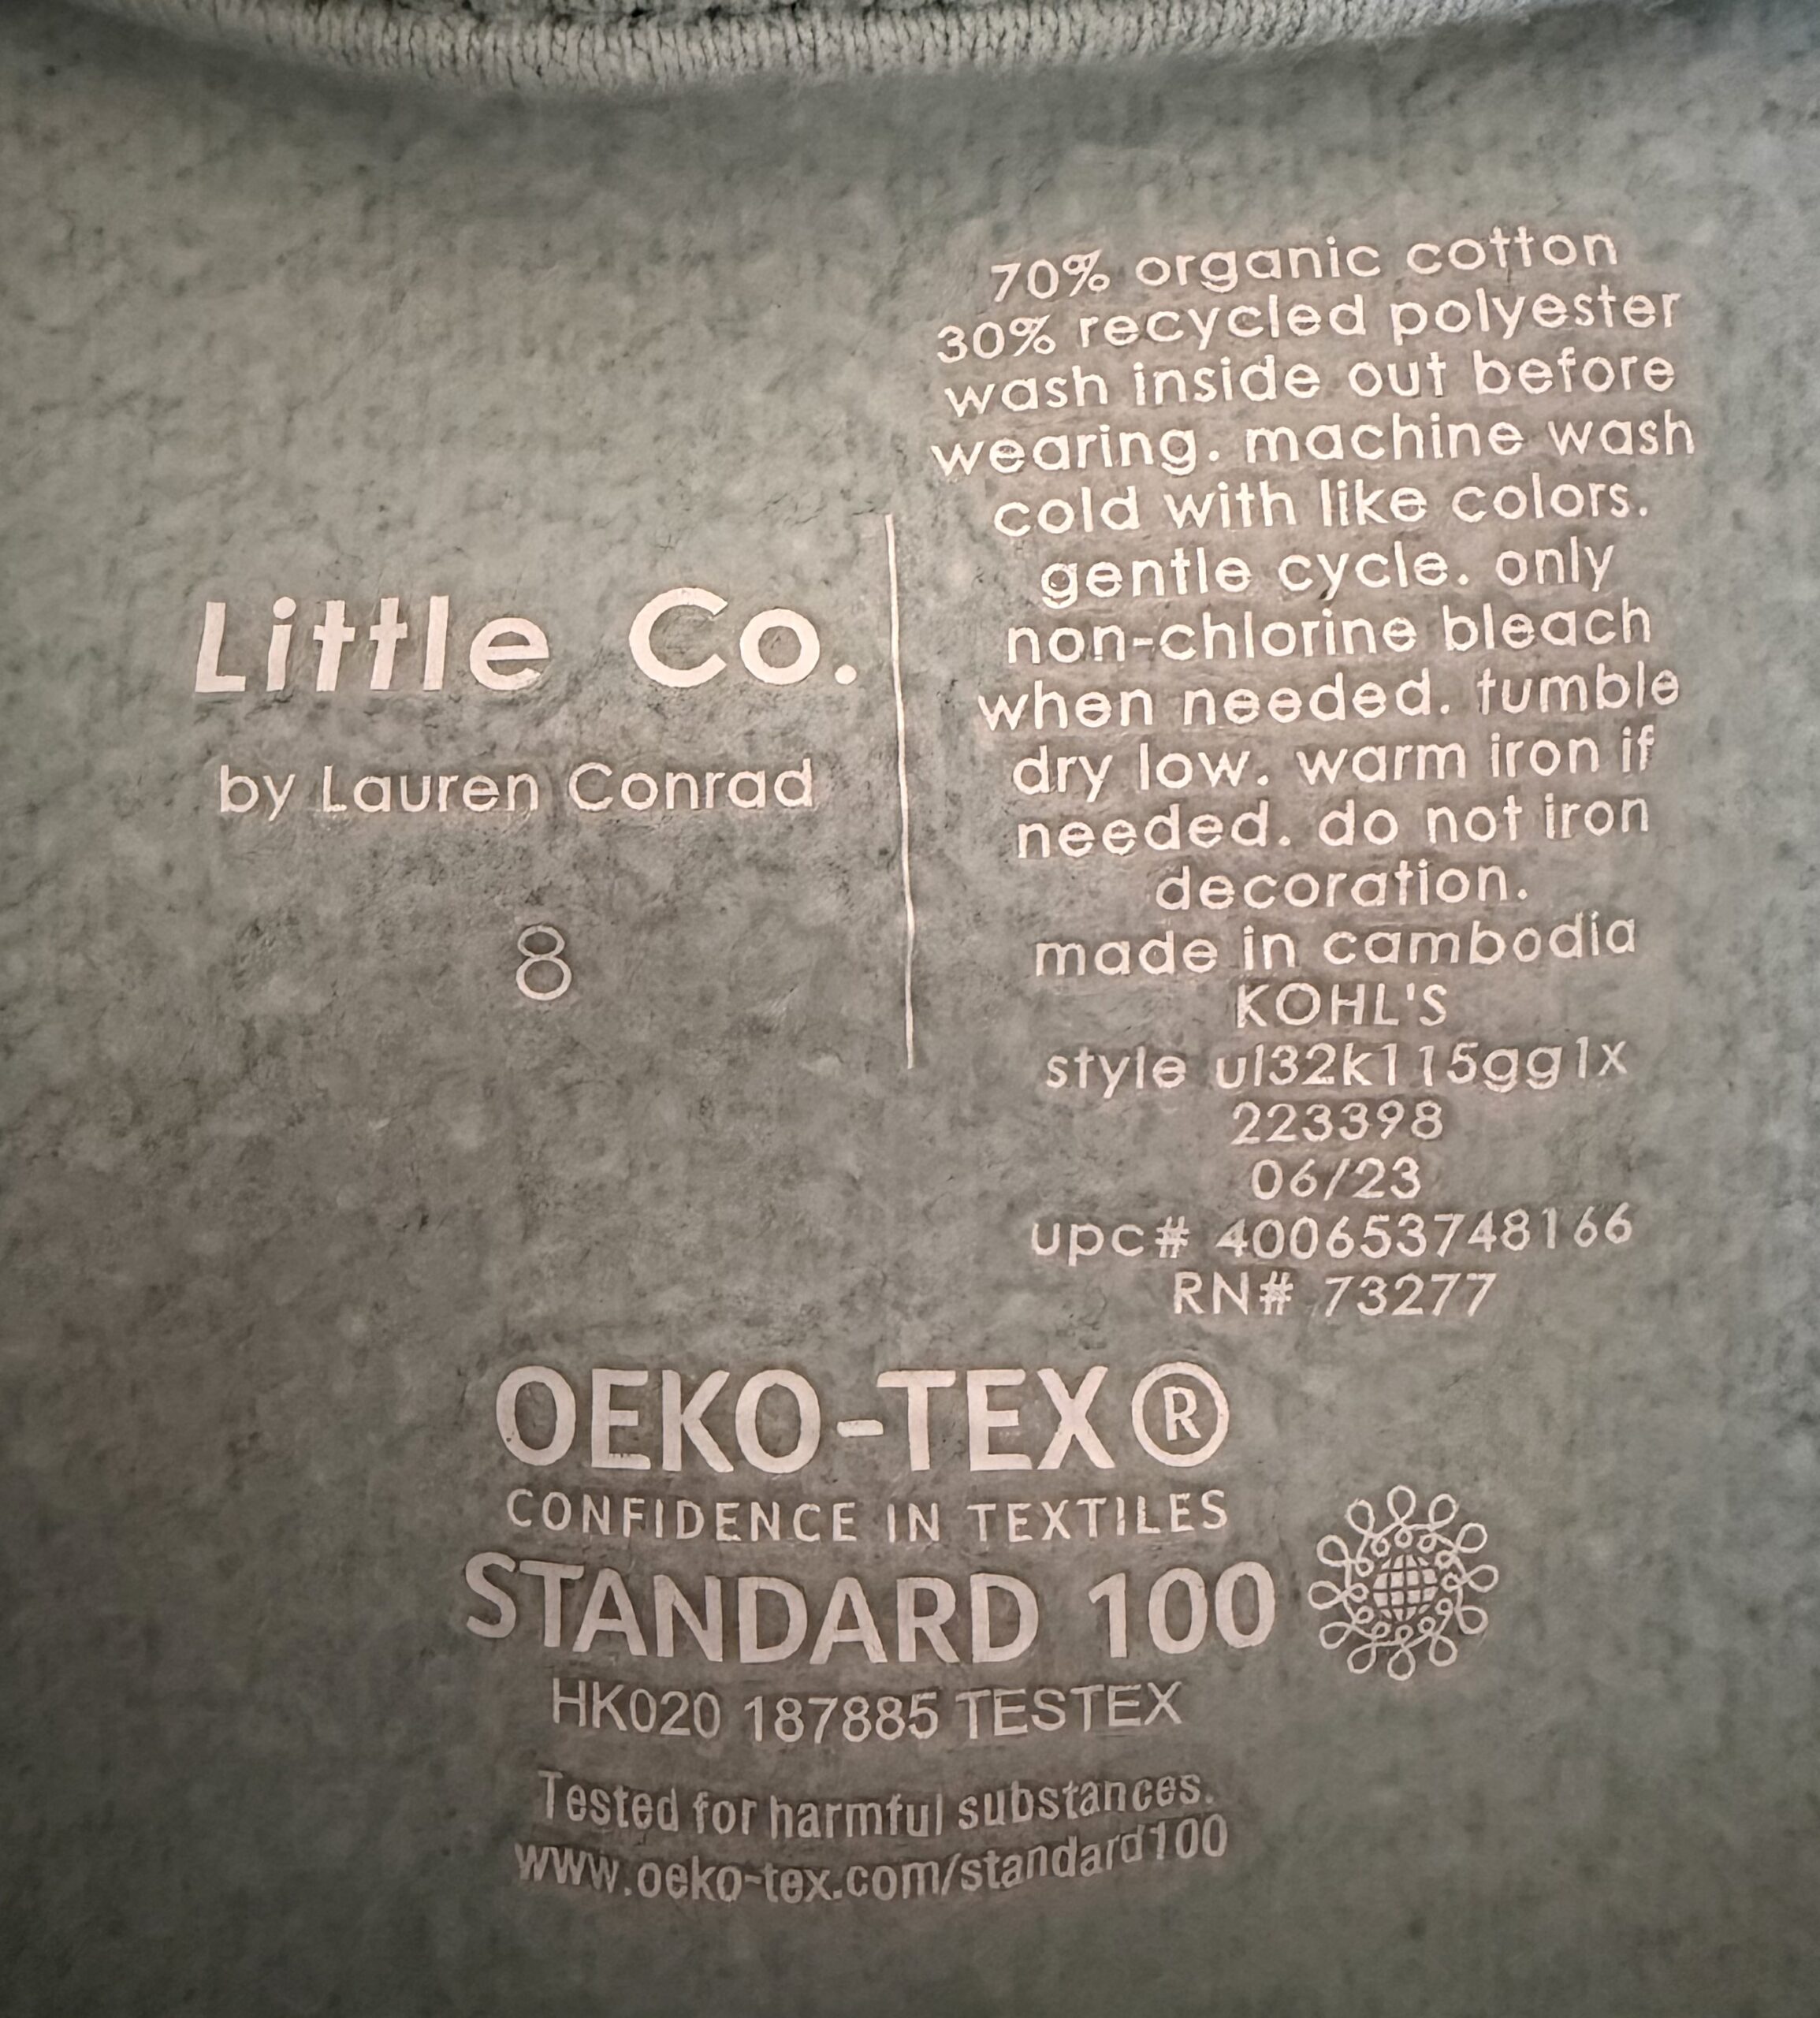 Little Co.
by Lauren Conrad
8
70% organic cotton
30% recycled polyester
wash inside out before
wearing. machine wash
cold with like colors.
gentle cycle. only
non-chlorine bleach
when needed. tumble
dry low. warm iron if
needed. do not iron
decoration.
made in cambodia
KOHL'S
style ul32k115gg1x
223398
06/23
upc# 400653748166
RN# 73277
OEKO-TEX®
CONFIDENCE IN TEXTILES
STANDARD 100
HK020 187885 TESTEX
Tested for harmful substances.
www.oeko-tex.com/standard100